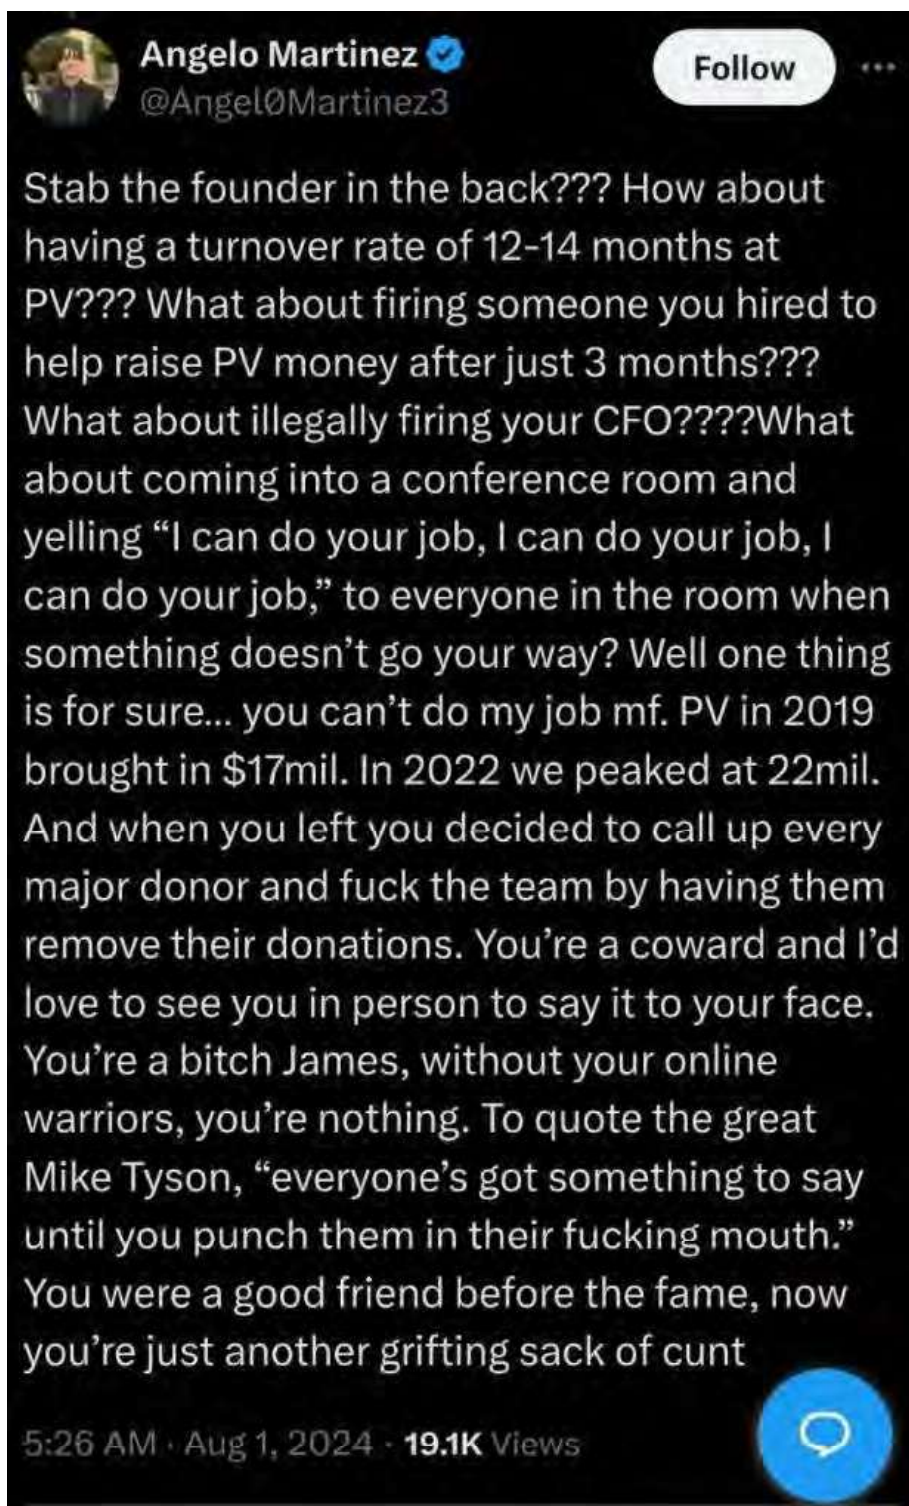 Angelo Martinez
Follow
@Angel0Martinez3
Stab the founder in the back??? How about
having a turnover rate of 12-14 months at
PV??? What about firing someone you hired to
help raise PV money after just 3 months???
What about illegally firing your CFO????What
about coming into a conference room and
yelling “I can do your job, I can do your job, I
can do your job,” to everyone in the room when
something doesn’t go your way? Well one thing
is for sure... you can’t do my job mf. PV in 2019
brought in $17mil. In 2022 we peaked at 22mil.
And when you left you decided to call up every
major donor and fuck the team by having them
remove their donations. You’re a coward and I’d
love to see you in person to say it to your face.
You’re a bitch James, without your online
warriors, you’re nothing. To quote the great
Mike Tyson, “everyone’s got something to say
until you punch them in their fucking mouth.”
You were a good friend before the fame, now
you’re just another grifting sack of cunt
5:26 AM · Aug 1, 2024 · 19.1K Views